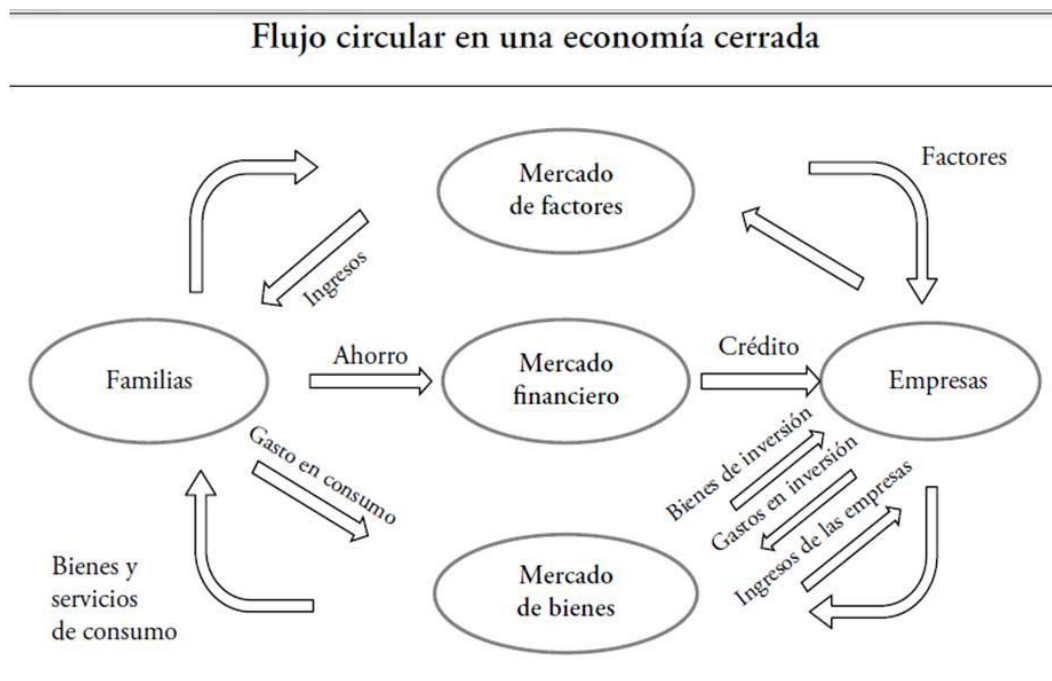 Flujo circular en una economía cerrada
Factores
Mercado
de factores
Ingresos
Ahorro
Crédito
Familias
Mercado
financiero
Empresas
Gasto en consumo
Bienes de inversión
Gastos en inversión
Ingresos de las empresas
Bienes y
servicios
de consumo
Mercado
de bienes